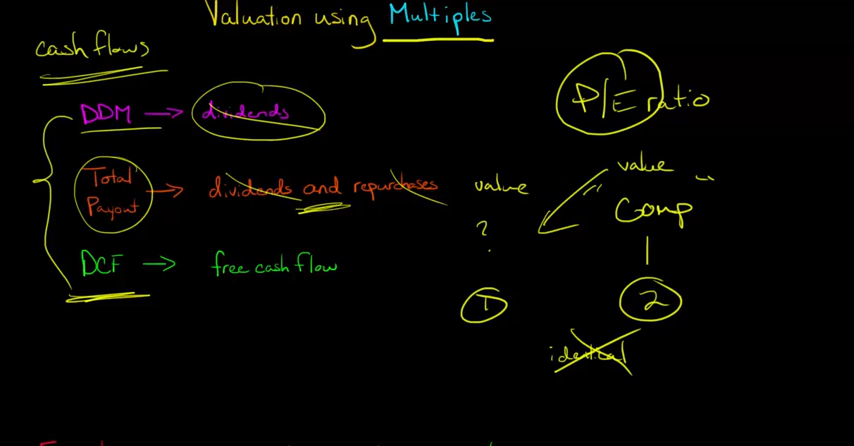 Valuation using Multiples
cash flows
DDM → dividends
P/E ratio
Total Payout → dividends and repurchases
value
?
①
value
Comp
②
identical
DCF → free cash flow